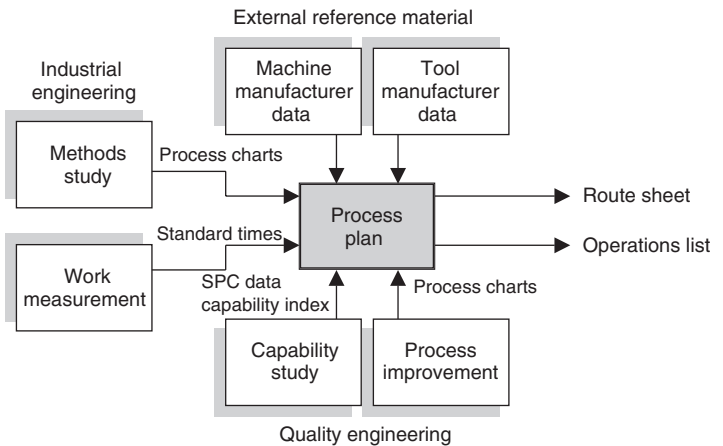 External reference material
Industrial
engineering
Machine
manufacturer
data
Tool
manufacturer
data
Methods
study
Process charts
Process
plan
Route sheet
Standard times
Operations list
Work
measurement
SPC data
capability index
Process charts
Capability
study
Process
improvement
Quality engineering